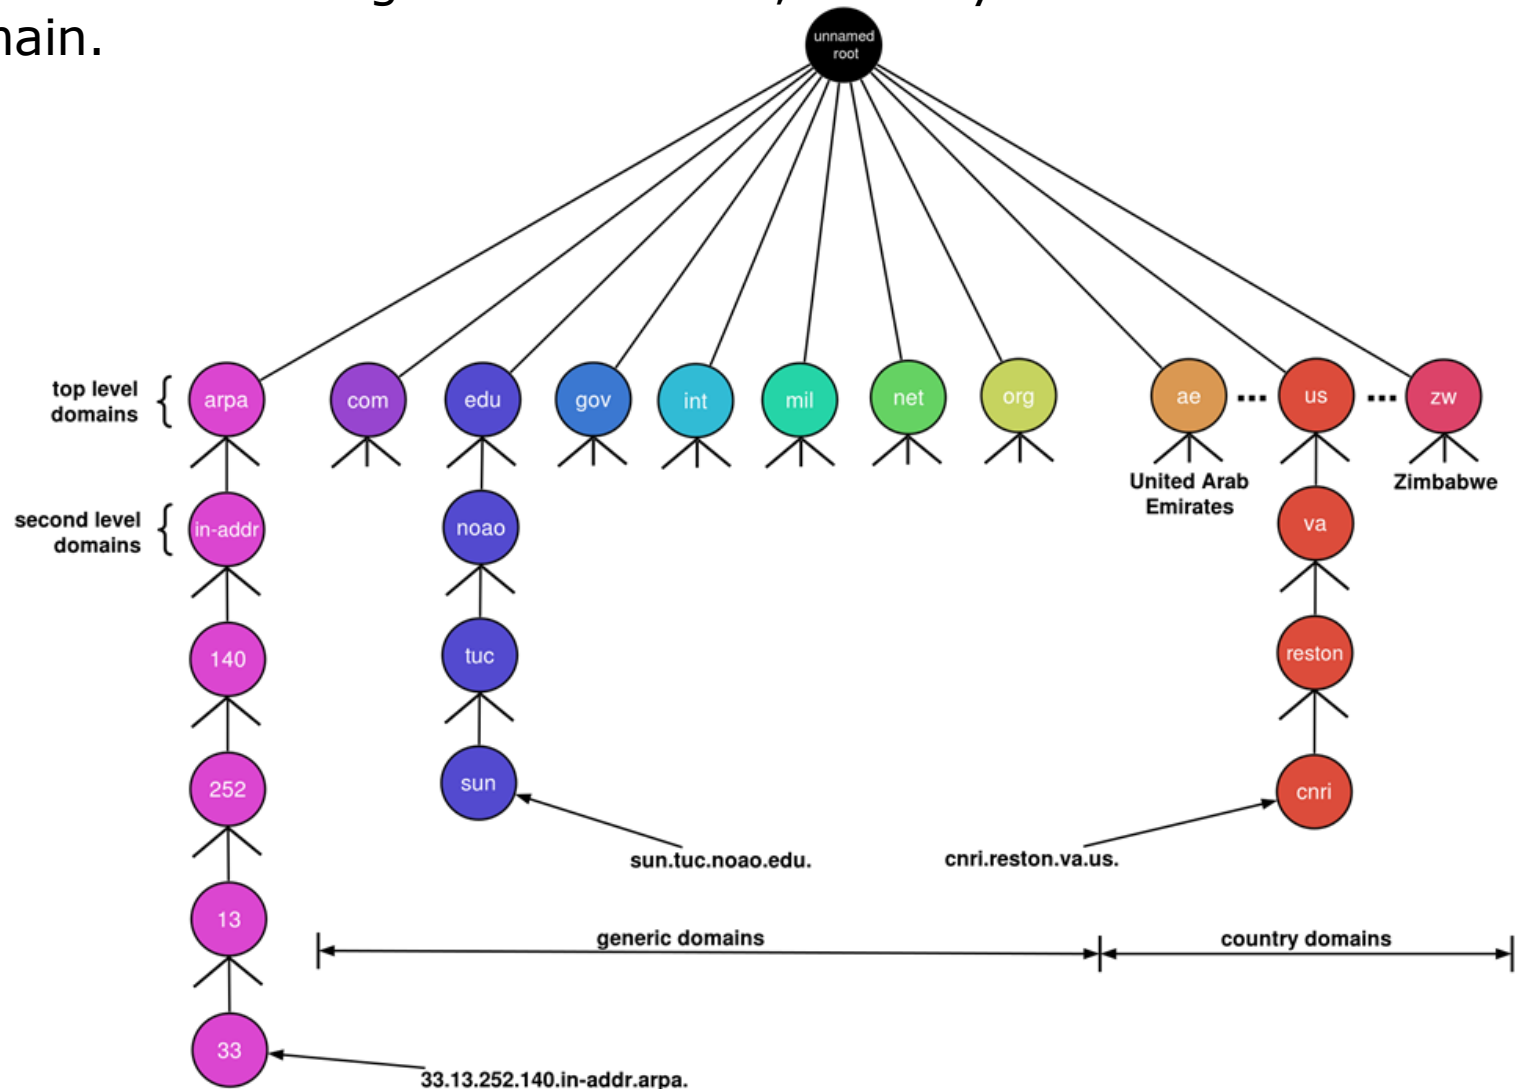 main.
unnamed
root
top level
domains
arpa
com
edu
gov
int
mil
net
org
ae
...
us
...
zw
United Arab
Emirates
Zimbabwe
second level
domains
in-addr
noao
va
140
tuc
reston
252
sun
cnri
sun.tuc.noao.edu.
cnri.reston.va.us.
13
generic domains
country domains
33
33.13.252.140.in-addr.arpa.